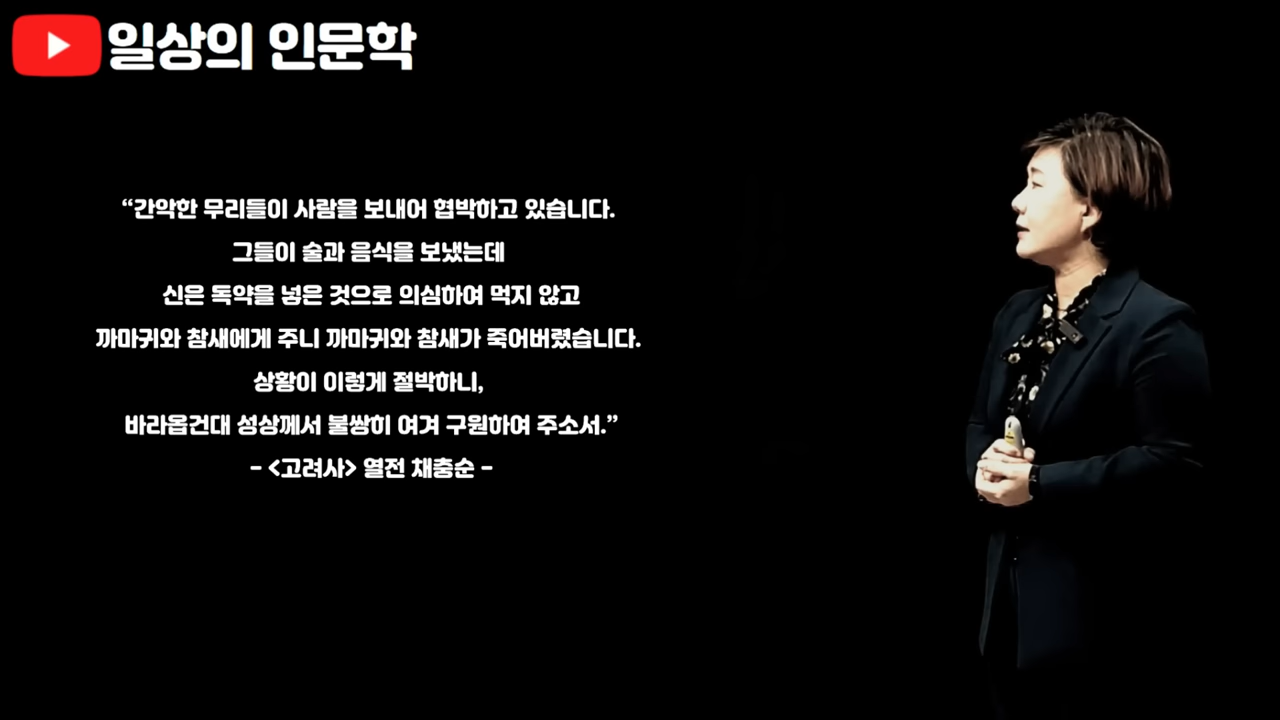 일상의 인문학
“간악한 무리들이 사람을 보내어 협박하고 있습니다.
그들이 술과 음식을 보냈는데
신은 독약을 넣은 것으로 의심하여 먹지 않고
까마귀와 참새에게 주니 까마귀와 참새가 죽어버렸습니다.
상황이 이렇게 절박하니,
바라옵건대 성상께서 불쌍히 여겨 구원하여 주소서.”
- <고려사> 열전 채충순 -